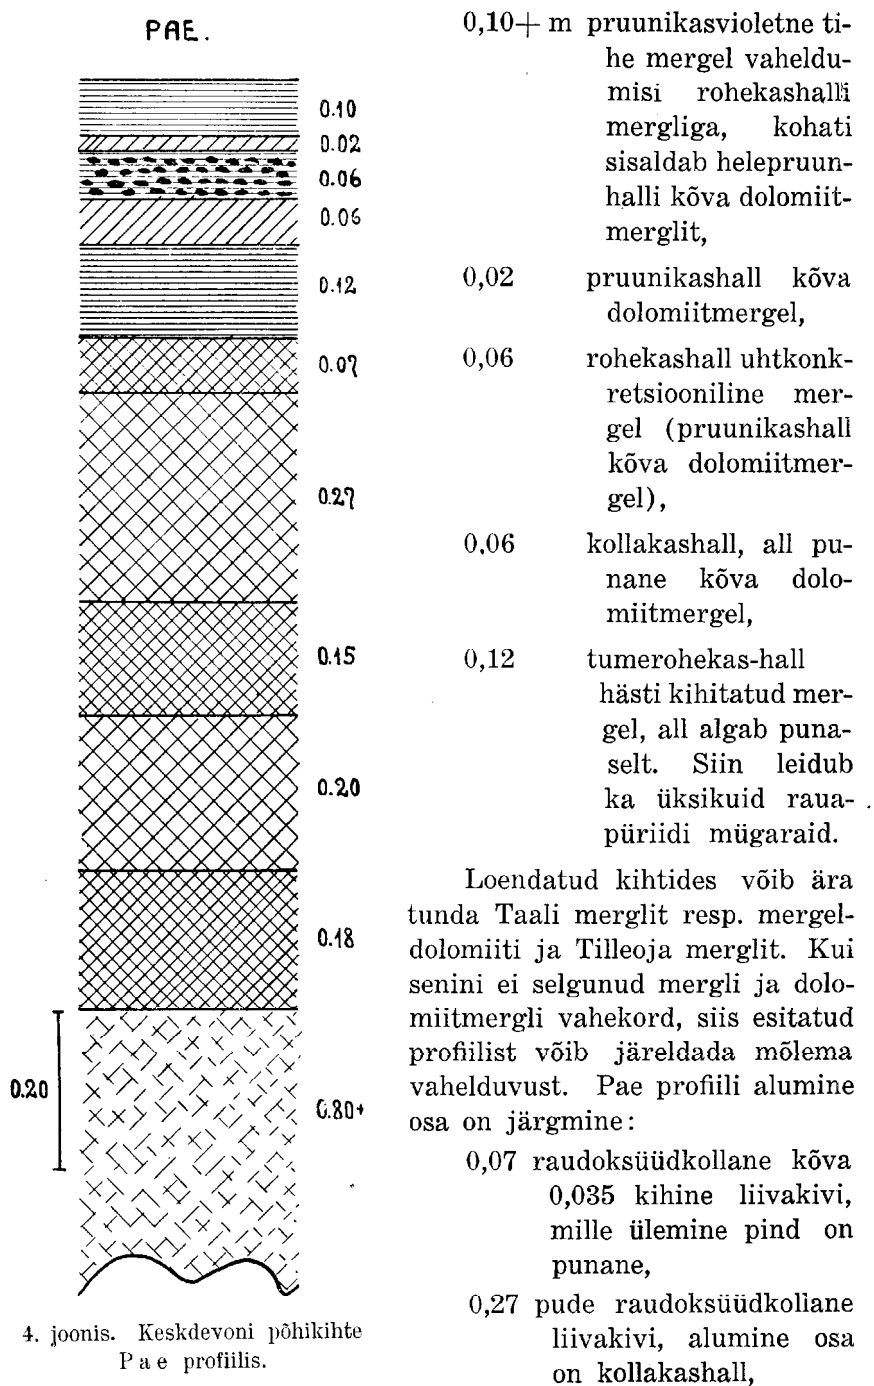 PAE.
0.10
0.02
0.06
0.06
0.12
0.07
0.27
0.15
0.20
0.18
0.20
0.80+
4. joonis. Keskdevoni põhikihte
Pae profiilis.
0,10+ m pruunikasvioletne ti-
he mergel vaheldu-
misi rohekashalli
mergliga, kohati
sisaldab helepruun-
halli kõva dolomiit-
merglit,
0,02 pruunikashall kõva
dolomiitmergel,
0,06 rohekashall uhtkonk-
retsiooniline mer-
gel (pruunikashall
kõva dolomiitmer-
gel),
0,06 kollakashall, all pu-
nane kõva dolo-
miitmergel,
0,12 tumerohekas-hall
hästi kihitatud mer-
gel, all algab puna-
selt. Siin leidub
ka üksikuid raua-
püriidi mügaraid.
Loendatud kihtides võib ära
tunda Taali merglit resp. mergel-
dolomiiti ja Tilleoja merglit. Kui
senini ei selgunud mergli ja dolo-
miitmergli vahekord, siis esitatud
profiilist võib järeldada mõlema
vahelduvust. Pae profiili alumine
osa on järgmine:
0,07 raudoksüüdkollane kõva
0,035 kihine liivakivi,
mille ülemine pind on
punane,
0,27 pude raudoksüüdkollane
liivakivi, alumine osa
on kollakashall,